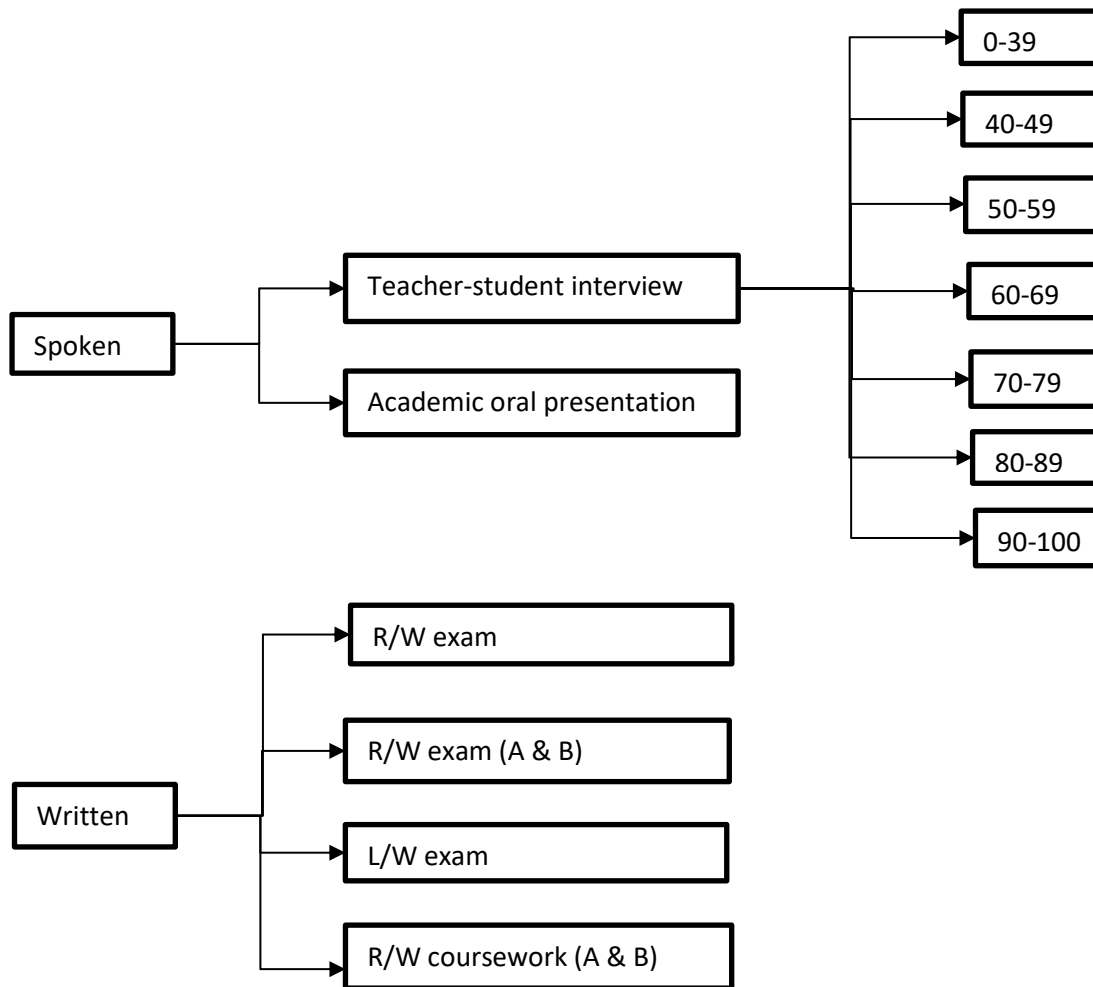 0-39
40-49
50-59
60-69
70-79
80-89
90-100
Spoken
Teacher-student interview
Academic oral presentation
Written
R/W exam
R/W exam (A & B)
L/W exam
R/W coursework (A & B)